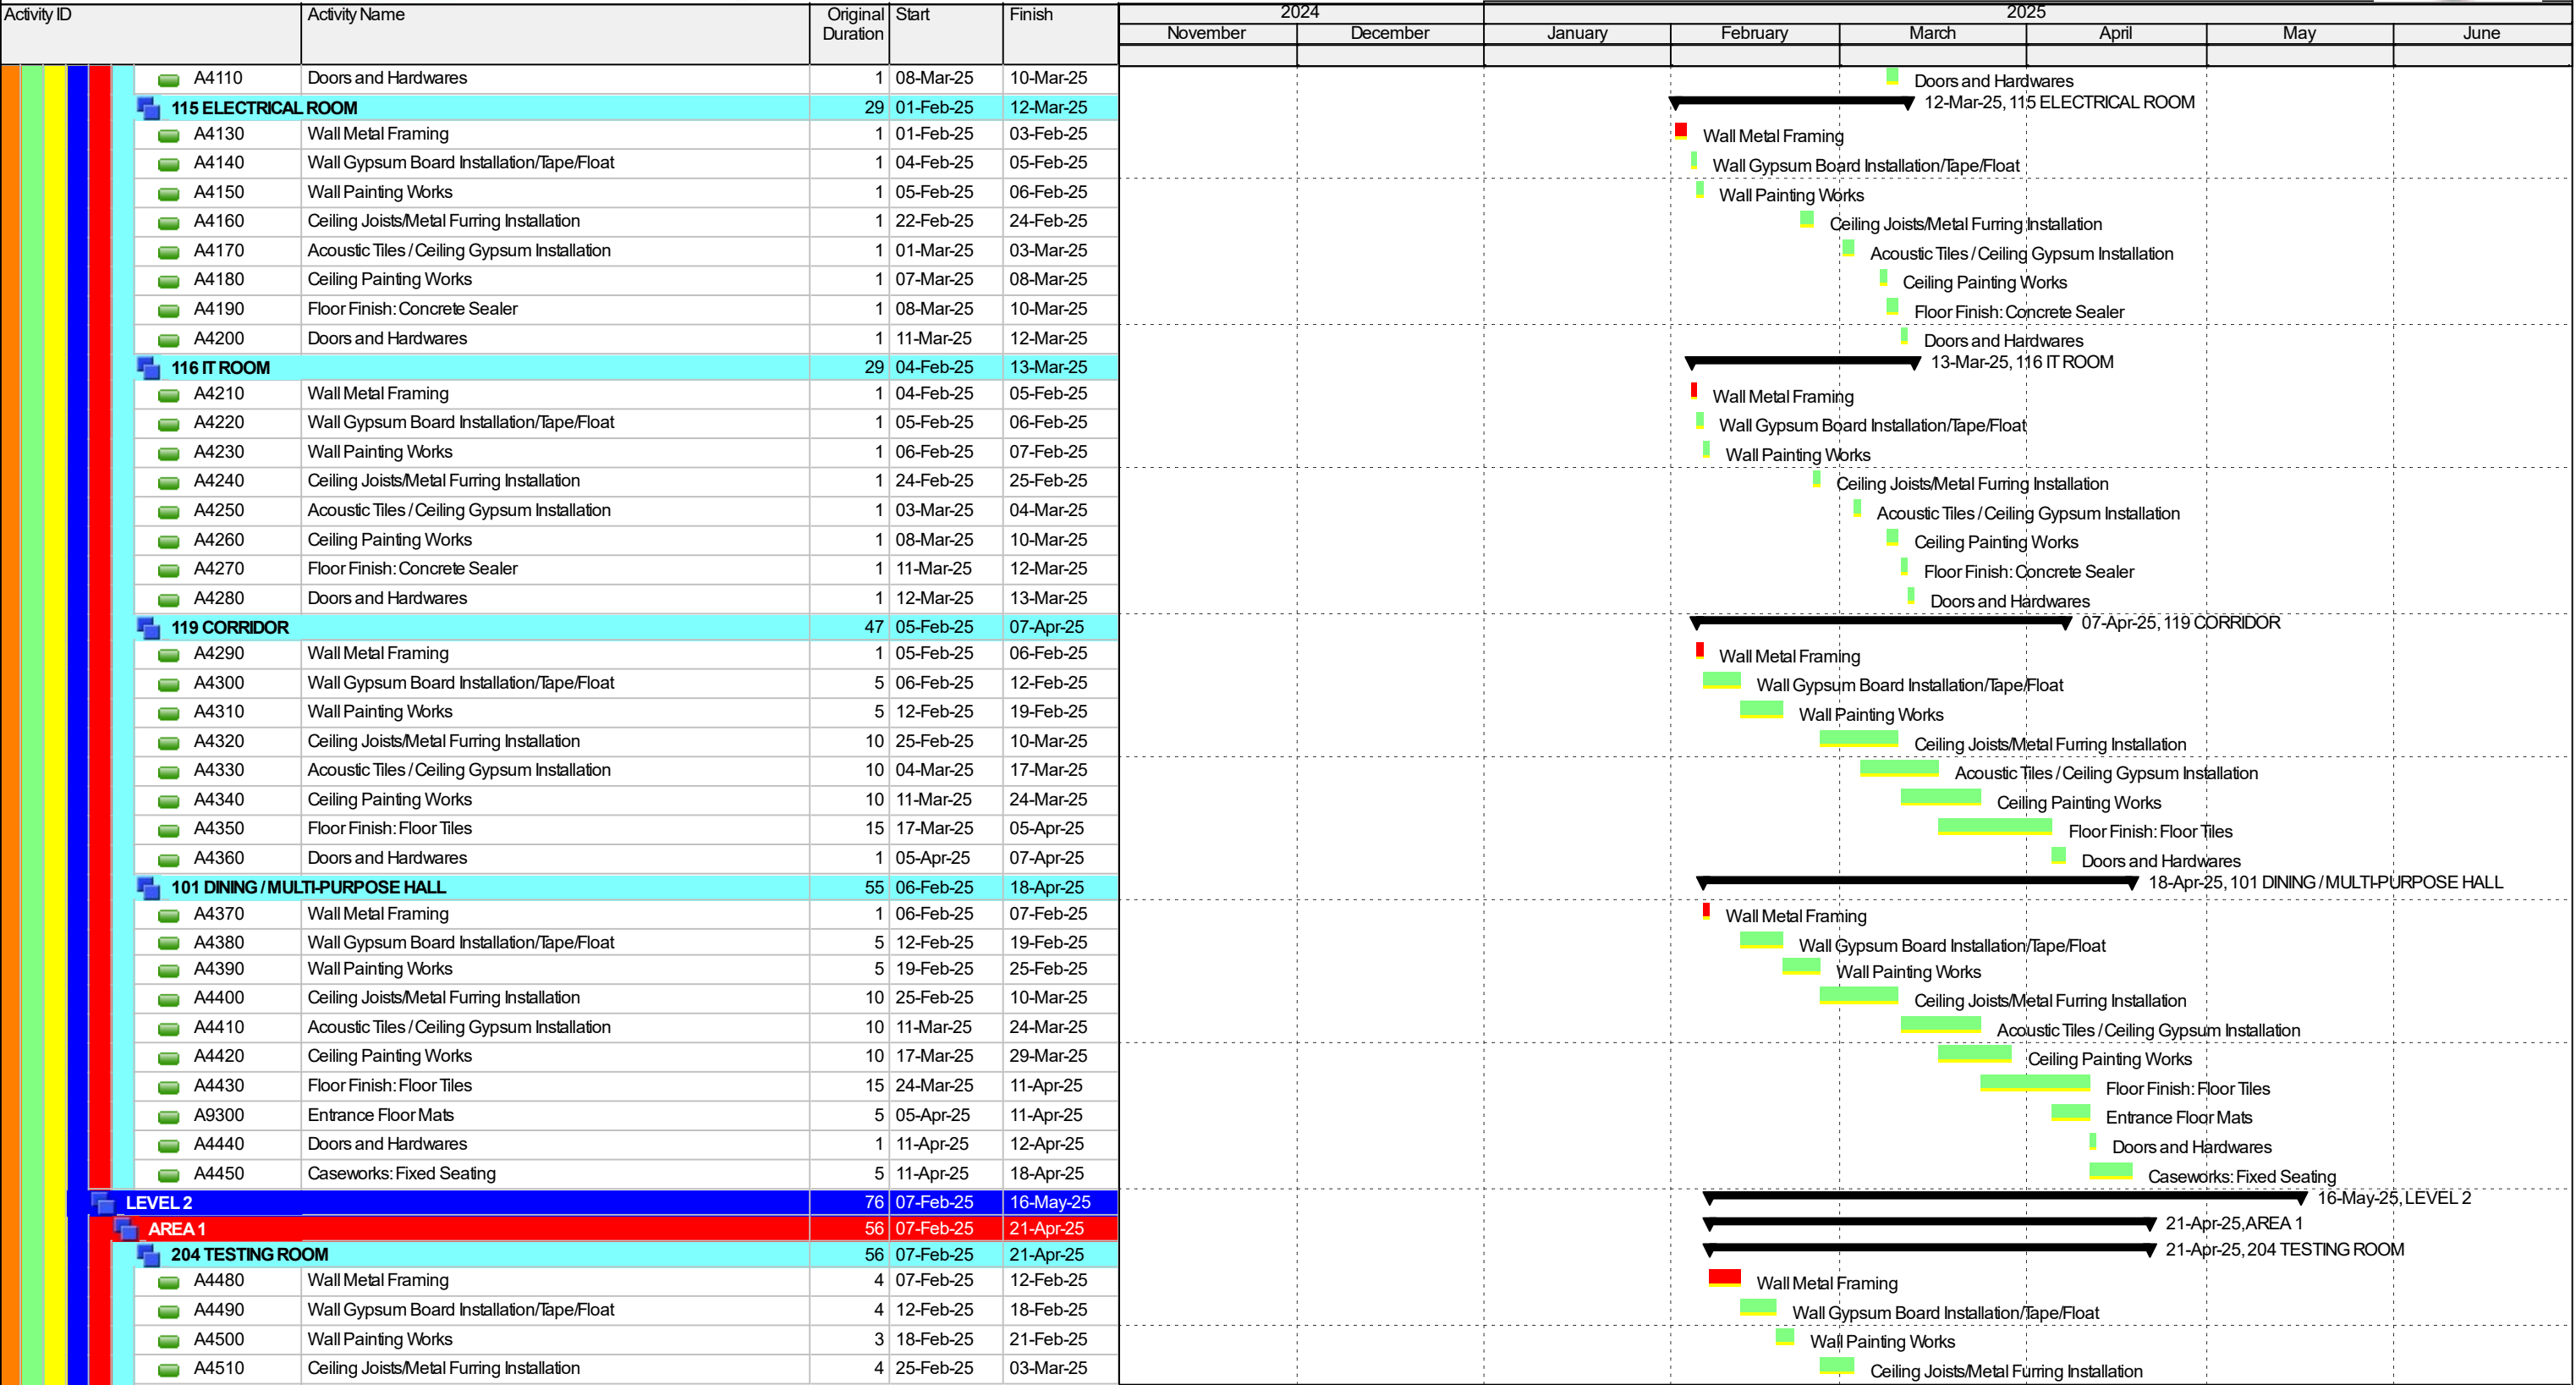 Activity ID Activity Name Original Duration Start Finish 2024 2025
November December January February March April May June
A4110 Doors and Hardwares 1 08-Mar-25 10-Mar-25 Doors and Hardwares
115 ELECTRICAL ROOM 29 01-Feb-25 12-Mar-25 12-Mar-25, 115 ELECTRICAL ROOM
A4130 Wall Metal Framing 1 01-Feb-25 03-Feb-25 Wall Metal Framing
A4140 Wall Gypsum Board Installation/Tape/Float 1 04-Feb-25 05-Feb-25 Wall Gypsum Board Installation/Tape/Float
A4150 Wall Painting Works 1 05-Feb-25 06-Feb-25 Wall Painting Works
A4160 Ceiling Joists/Metal Furring Installation 1 22-Feb-25 24-Feb-25 Ceiling Joists/Metal Furring Installation
A4170 Acoustic Tiles / Ceiling Gypsum Installation 1 01-Mar-25 03-Mar-25 Acoustic Tiles / Ceiling Gypsum Installation
A4180 Ceiling Painting Works 1 07-Mar-25 08-Mar-25 Ceiling Painting Works
A4190 Floor Finish: Concrete Sealer 1 08-Mar-25 10-Mar-25 Floor Finish: Concrete Sealer
A4200 Doors and Hardwares 1 11-Mar-25 12-Mar-25 Doors and Hardwares
116 IT ROOM 29 04-Feb-25 13-Mar-25 13-Mar-25, 116 IT ROOM
A4210 Wall Metal Framing 1 04-Feb-25 05-Feb-25 Wall Metal Framing
A4220 Wall Gypsum Board Installation/Tape/Float 1 05-Feb-25 06-Feb-25 Wall Gypsum Board Installation/Tape/Float
A4230 Wall Painting Works 1 06-Feb-25 07-Feb-25 Wall Painting Works
A4240 Ceiling Joists/Metal Furring Installation 1 24-Feb-25 25-Feb-25 Ceiling Joists/Metal Furring Installation
A4250 Acoustic Tiles / Ceiling Gypsum Installation 1 03-Mar-25 04-Mar-25 Acoustic Tiles / Ceiling Gypsum Installation
A4260 Ceiling Painting Works 1 08-Mar-25 10-Mar-25 Ceiling Painting Works
A4270 Floor Finish: Concrete Sealer 1 11-Mar-25 12-Mar-25 Floor Finish: Concrete Sealer
A4280 Doors and Hardwares 1 12-Mar-25 13-Mar-25 Doors and Hardwares
119 CORRIDOR 47 05-Feb-25 07-Apr-25 07-Apr-25, 119 CORRIDOR
A4290 Wall Metal Framing 1 05-Feb-25 06-Feb-25 Wall Metal Framing
A4300 Wall Gypsum Board Installation/Tape/Float 5 06-Feb-25 12-Feb-25 Wall Gypsum Board Installation/Tape/Float
A4310 Wall Painting Works 5 12-Feb-25 19-Feb-25 Wall Painting Works
A4320 Ceiling Joists/Metal Furring Installation 10 25-Feb-25 10-Mar-25 Ceiling Joists/Metal Furring Installation
A4330 Acoustic Tiles / Ceiling Gypsum Installation 10 04-Mar-25 17-Mar-25 Acoustic Tiles / Ceiling Gypsum Installation
A4340 Ceiling Painting Works 10 11-Mar-25 24-Mar-25 Ceiling Painting Works
A4350 Floor Finish: Floor Tiles 15 17-Mar-25 05-Apr-25 Floor Finish: Floor Tiles
A4360 Doors and Hardwares 1 05-Apr-25 07-Apr-25 Doors and Hardwares
101 DINING / MULTI-PURPOSE HALL 55 06-Feb-25 18-Apr-25 18-Apr-25, 101 DINING / MULTI-PURPOSE HALL
A4370 Wall Metal Framing 1 06-Feb-25 07-Feb-25 Wall Metal Framing
A4380 Wall Gypsum Board Installation/Tape/Float 5 12-Feb-25 19-Feb-25 Wall Gypsum Board Installation/Tape/Float
A4390 Wall Painting Works 5 19-Feb-25 25-Feb-25 Wall Painting Works
A4400 Ceiling Joists/Metal Furring Installation 10 25-Feb-25 10-Mar-25 Ceiling Joists/Metal Furring Installation
A4410 Acoustic Tiles / Ceiling Gypsum Installation 10 11-Mar-25 24-Mar-25 Acoustic Tiles / Ceiling Gypsum Installation
A4420 Ceiling Painting Works 10 17-Mar-25 29-Mar-25 Ceiling Painting Works
A4430 Floor Finish: Floor Tiles 15 24-Mar-25 11-Apr-25 Floor Finish: Floor Tiles
A9300 Entrance Floor Mats 5 05-Apr-25 11-Apr-25 Entrance Floor Mats
A4440 Doors and Hardwares 1 11-Apr-25 12-Apr-25 Doors and Hardwares
A4450 Caseworks: Fixed Seating 5 11-Apr-25 18-Apr-25 Caseworks: Fixed Seating
LEVEL 2 76 07-Feb-25 16-May-25 16-May-25, LEVEL 2
AREA 1 56 07-Feb-25 21-Apr-25 21-Apr-25, AREA 1
204 TESTING ROOM 56 07-Feb-25 21-Apr-25 21-Apr-25, 204 TESTING ROOM
A4480 Wall Metal Framing 4 07-Feb-25 12-Feb-25 Wall Metal Framing
A4490 Wall Gypsum Board Installation/Tape/Float 4 12-Feb-25 18-Feb-25 Wall Gypsum Board Installation/Tape/Float
A4500 Wall Painting Works 3 18-Feb-25 21-Feb-25 Wall Painting Works
A4510 Ceiling Joists/Metal Furring Installation 4 25-Feb-25 03-Mar-25 Ceiling Joists/Metal Furring Installation